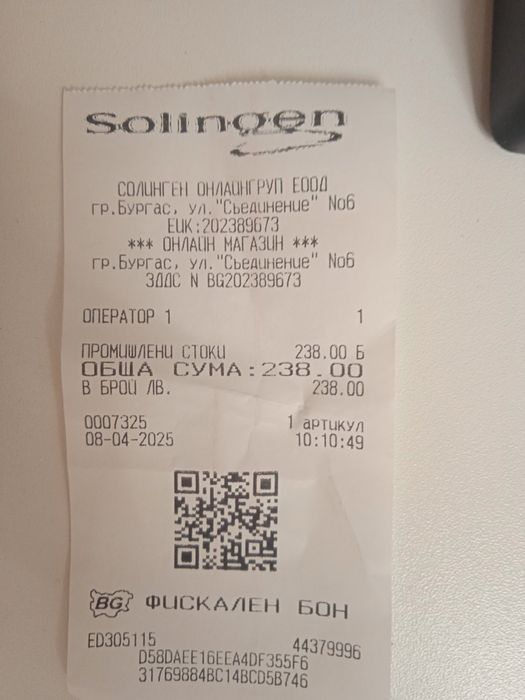 Solingen
СОЛИНГЕН ОНЛАЙНГРУП ЕООД
гр.Бургас, ул."Съединение" No6
ЕИК:202389673
*** ОНЛАЙН МАГАЗИН ***
гр.Бургас, ул."Съединение" No6
ЗДДС N BG202389673
ОПЕРАТОР 1 1
ПРОМИШЛЕНИ СТОКИ 238.00 Б
ОБЩА СУМА:238.00
В БРОЙ ЛВ. 238.00
0007325 1 артикул
08-04-2025 10:10:49
BG ФИСКАЛЕН БОН
ED305115 44379996
D58DAEE16EEA4DF355F6
31769884BC14BCD5B746